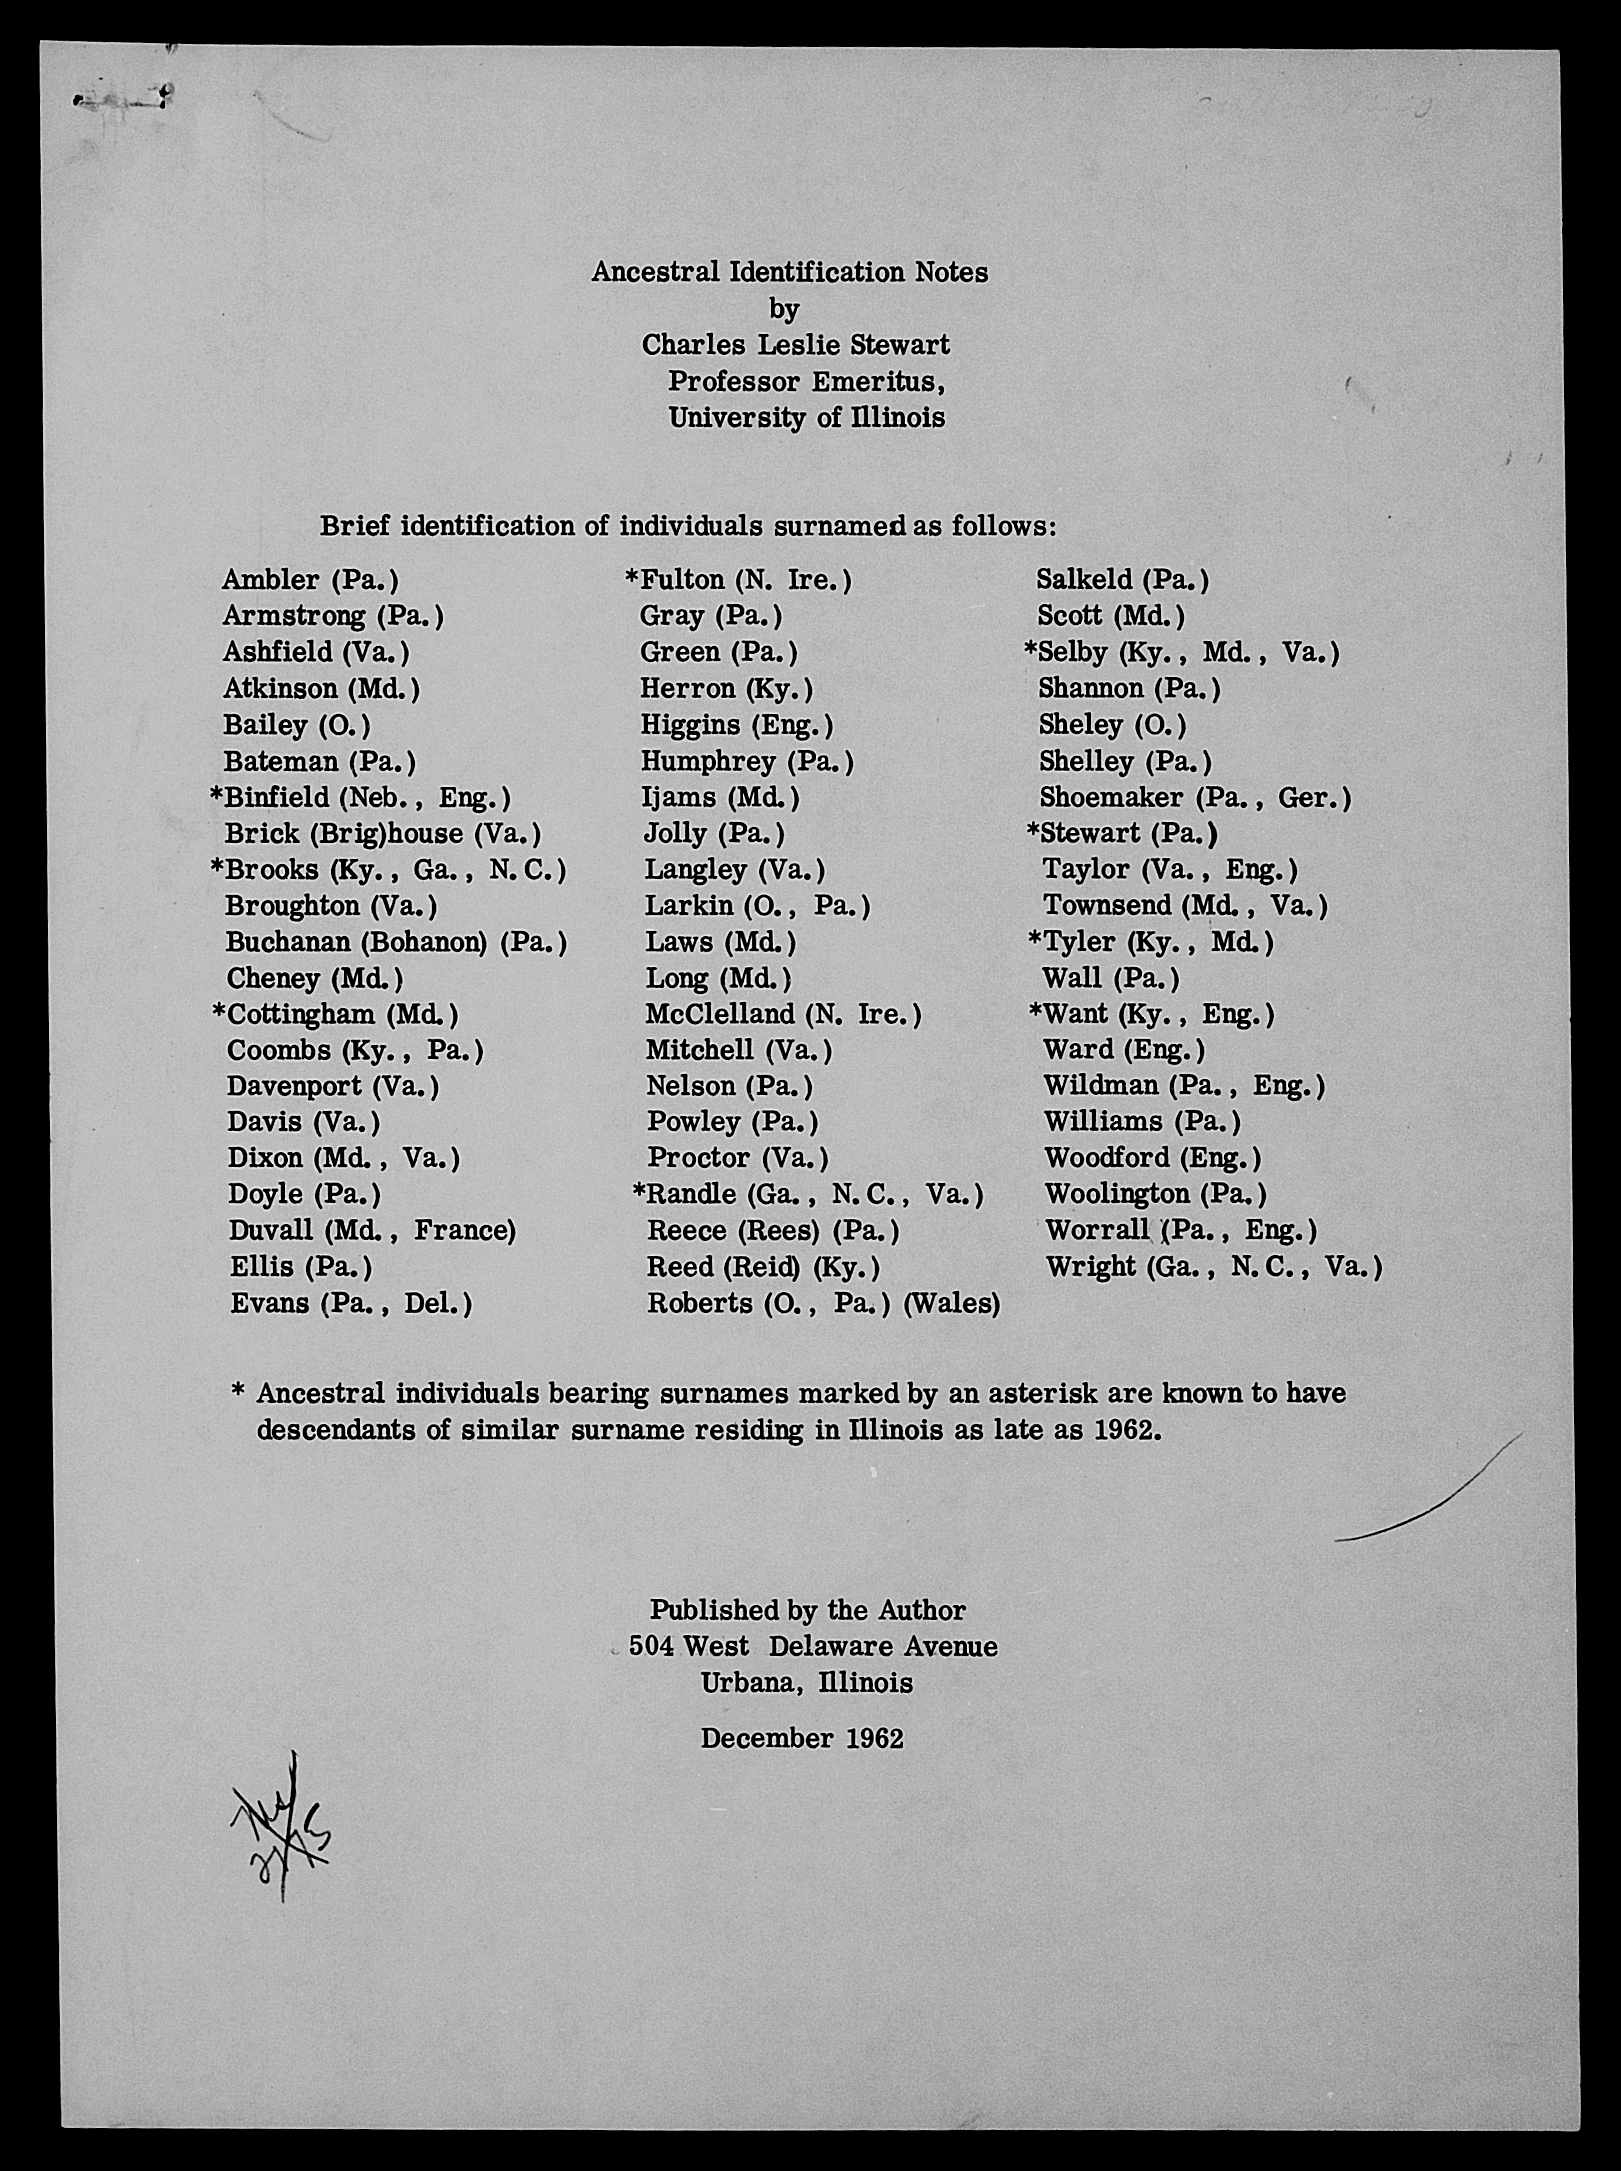 Ancestral Identification Notes
by
Charles Leslie Stewart
Professor Emeritus,
University of Illinois
Brief identification of individuals surnamed as follows:
Ambler (Pa.)
Armstrong (Pa.)
Ashfield (Va.)
Atkinson (Md.)
Bailey (O.)
Bateman (Pa.)
*Binfield (Neb., Eng.)
Brick (Brig)house (Va.)
*Brooks (Ky., Ga., N.C.)
Broughton (Va.)
Buchanan (Bohanon) (Pa.)
Cheney (Md.)
*Cottingham (Md.)
Coombs (Ky., Pa.)
Davenport (Va.)
Davis (Va.)
Dixon (Md., Va.)
Doyle (Pa.)
Duvall (Md., France)
Ellis (Pa.)
Evans (Pa., Del.)
*Fulton (N. Ire.)
Gray (Pa.)
Green (Pa.)
Herron (Ky.)
Higgins (Eng.)
Humphrey (Pa.)
Ijams (Md.)
Jolly (Pa.)
Langley (Va.)
Larkin (O., Pa.)
Laws (Md.)
Long (Md.)
McClelland (N. Ire.)
Mitchell (Va.)
Nelson (Pa.)
Powley (Pa.)
Proctor (Va.)
*Randle (Ga., N.C., Va.)
Reece (Rees) (Pa.)
Reed (Reid) (Ky.)
Roberts (O., Pa.) (Wales)
Salkeld (Pa.)
Scott (Md.)
*Selby (Ky., Md., Va.)
Shannon (Pa.)
Sheley (O.)
Shelley (Pa.)
Shoemaker (Pa., Ger.)
*Stewart (Pa.)
Taylor (Va., Eng.)
Townsend (Md., Va.)
*Tyler (Ky., Md.)
Wall (Pa.)
*Want (Ky., Eng.)
Ward (Eng.)
Wildman (Pa., Eng.)
Williams (Pa.)
Woodford (Eng.)
Woolington (Pa.)
Worrall (Pa., Eng.)
Wright (Ga., N.C., Va.)
* Ancestral individuals bearing surnames marked by an asterisk are known to have
descendants of similar surname residing in Illinois as late as 1962.
Published by the Author
504 West Delaware Avenue
Urbana, Illinois
December 1962